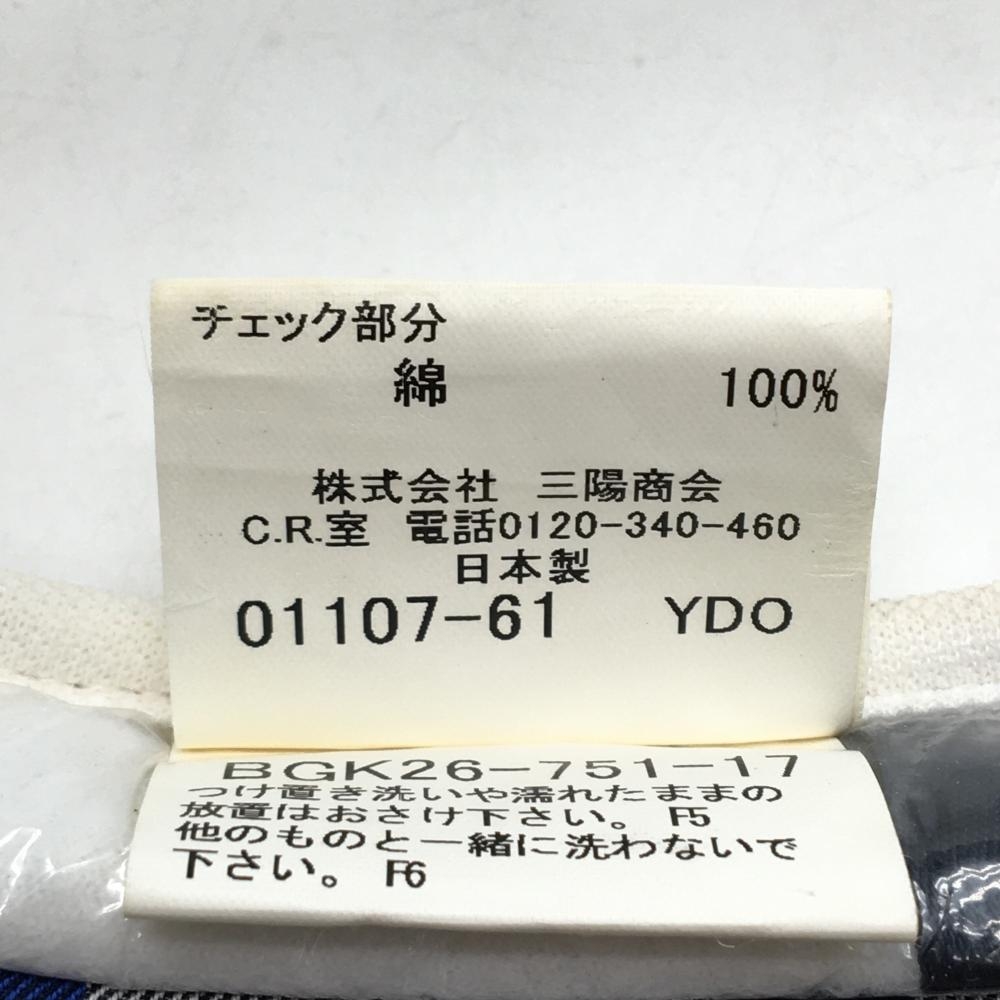 チェック部分
綿 100%
株式会社 三陽商会
C.R.室 電話0120-340-460
日本製
01107-61 YDO
BGK26-751-17
つけ置き洗いや濡れたままの
放置はおさけ下さい。 F5
他のものと一緒に洗わないで
下さい。 F6